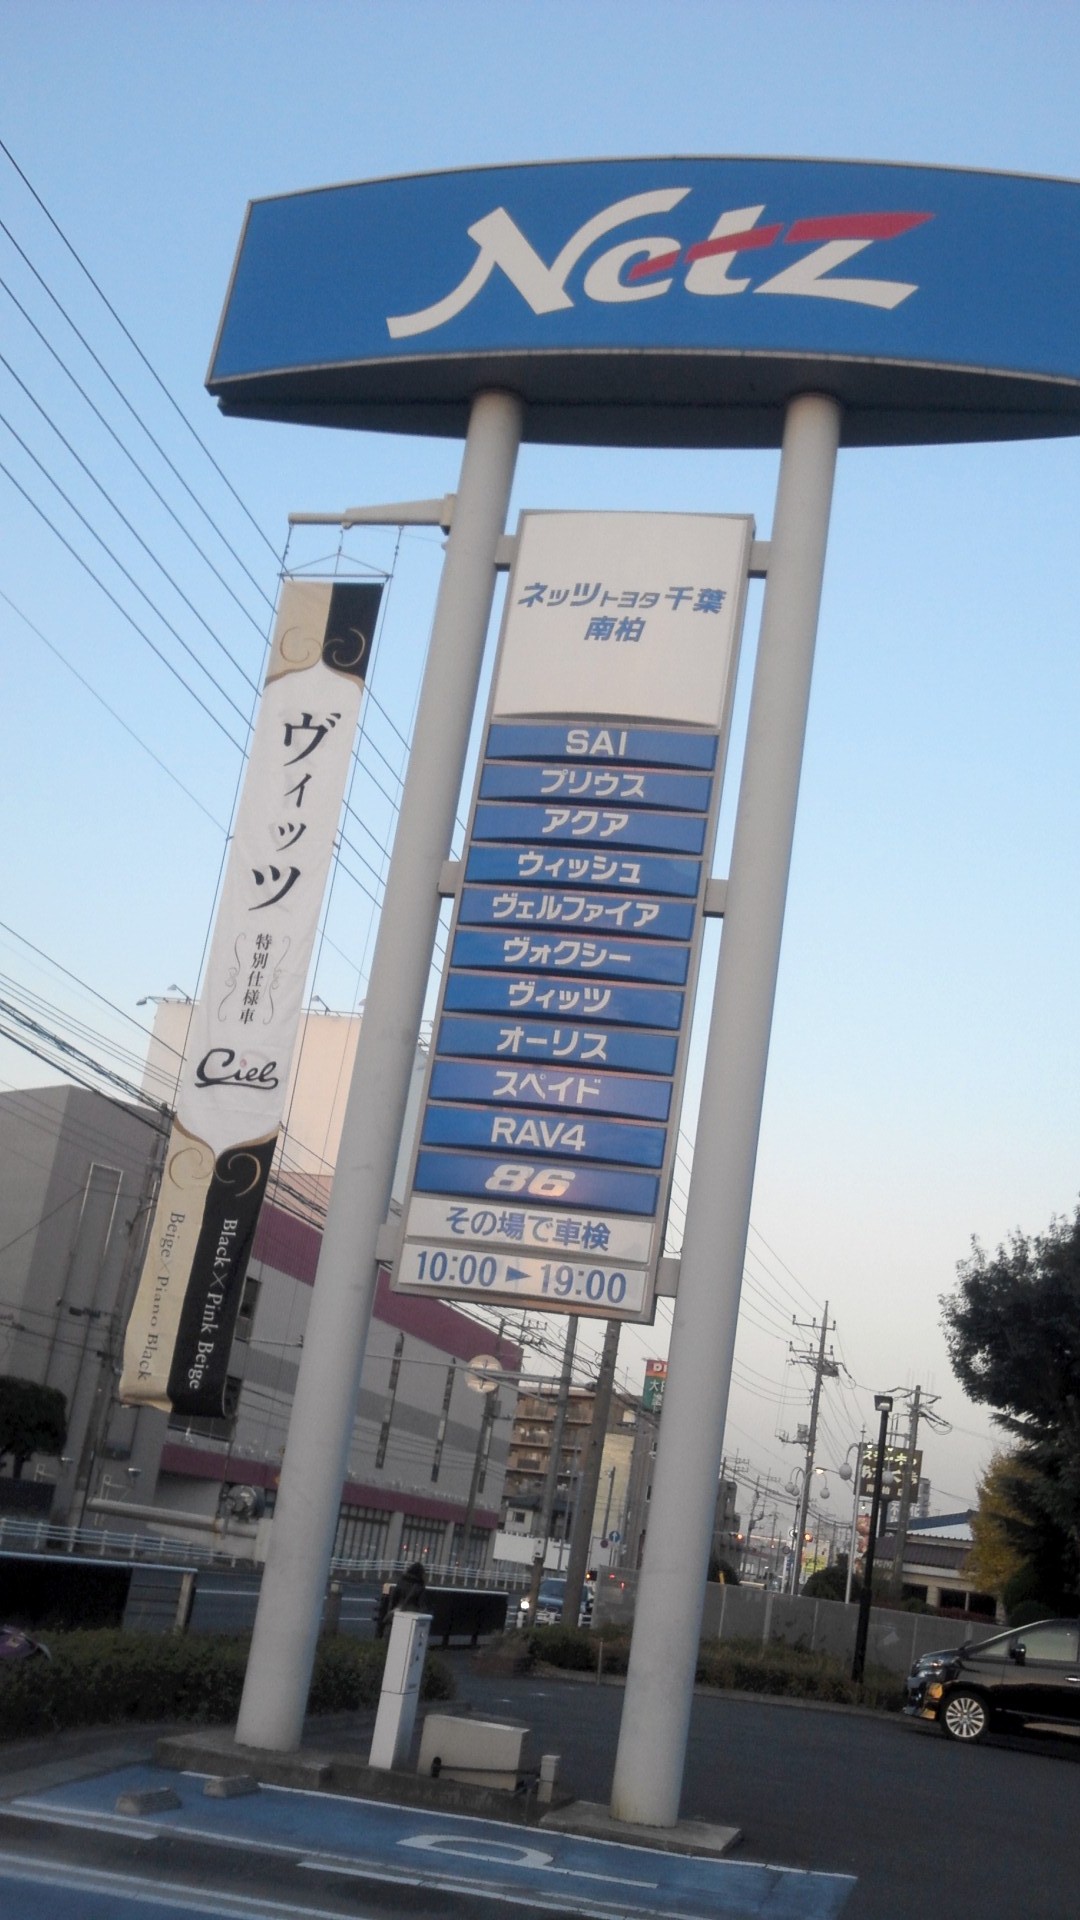 Netz
ネッツトヨタ千葉
南柏
SAI
プリウス
アクア
ウィッシュ
ヴェルファイア
ヴォクシー
ヴィッツ
オーリス
スペイド
RAV4
86
その場で車検
10:00►19:00
ヴィッツ
特別仕様車
Ciel
Beige×Piano Black
Black×Pink Beige